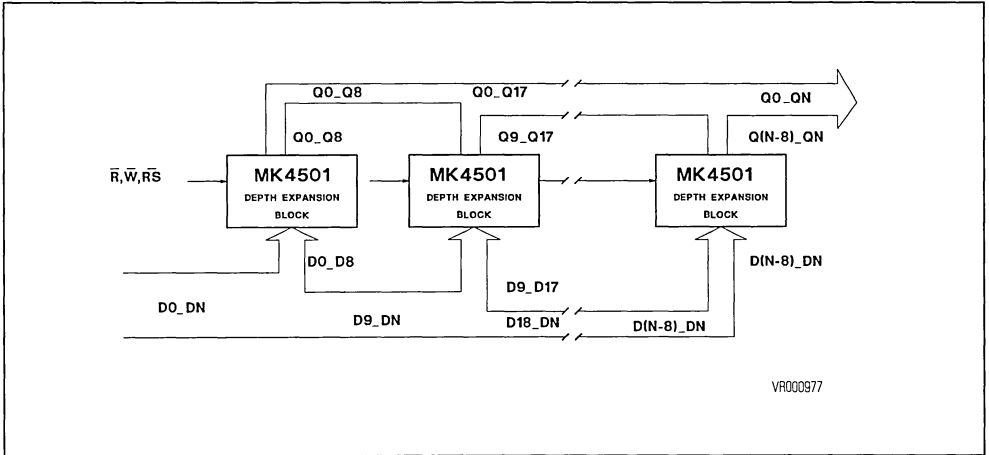 Q0_Q8
Q0_Q17
Q0_QN
Q0_Q8
Q9_Q17
Q(N-8)_QN
R̅,W̅,R̅S̅
MK4501
DEPTH EXPANSION
BLOCK
MK4501
DEPTH EXPANSION
BLOCK
MK4501
DEPTH EXPANSION
BLOCK
D0_D8
D(N-8)_DN
D9_D17
D0_DN
D9_DN
D18_DN
D(N-8)_DN
VR000977